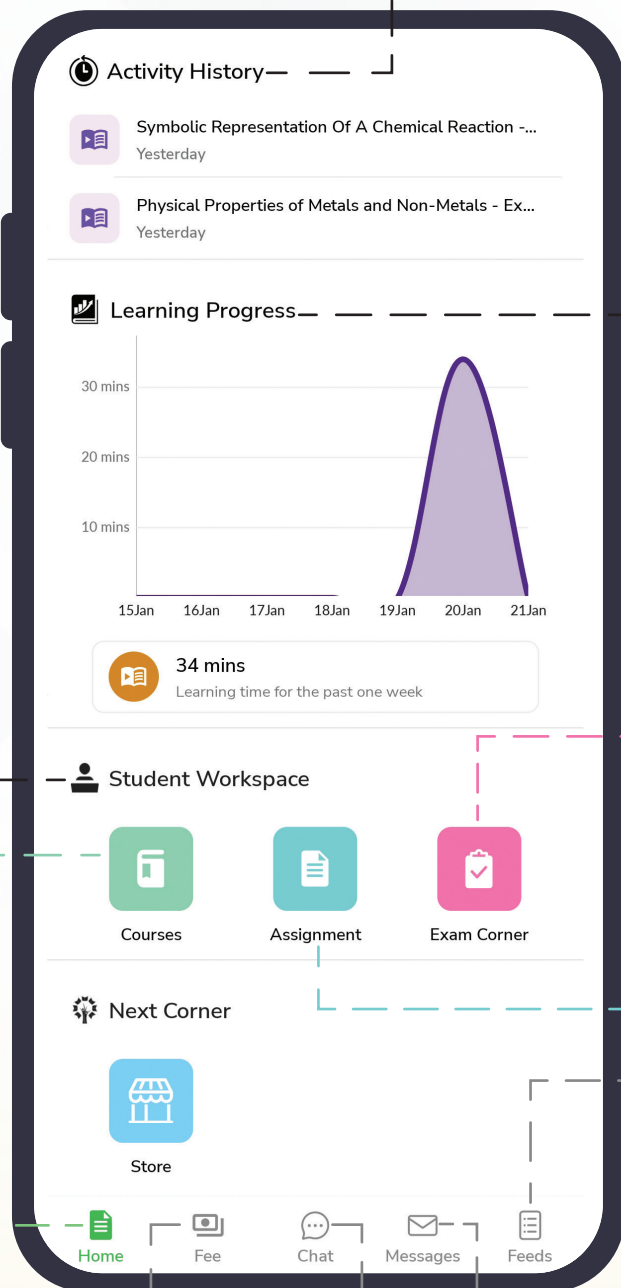 Activity History
Symbolic Representation Of A Chemical Reaction -...
Yesterday
Physical Properties of Metals and Non-Metals - Ex...
Yesterday
Learning Progress
30 mins
20 mins
10 mins
15Jan 16Jan 17Jan 18Jan 19Jan 20Jan 21Jan
34 mins
Learning time for the past one week
Student Workspace
Courses Assignment Exam Corner
Next Corner
Store
Home Fee Chat Messages Feeds